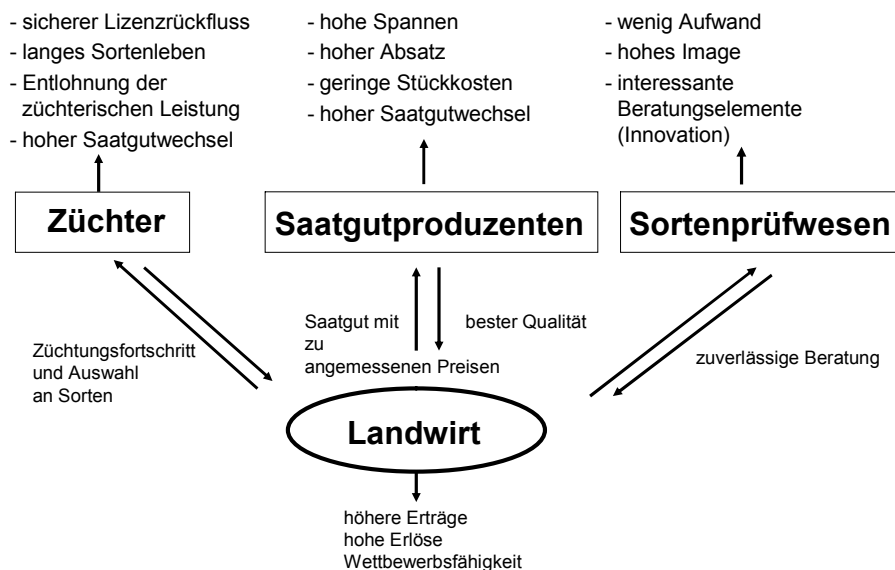 - sicherer Lizenzrückfluss
- langes Sortenleben
- Entlohnung der
züchterischen Leistung
- hoher Saatgutwechsel
- hohe Spannen
- hoher Absatz
- geringe Stückkosten
- hoher Saatgutwechsel
- wenig Aufwand
- hohes Image
- interessante
Beratungselemente
(Innovation)
Züchter
Saatgutproduzenten
Sortenprüfwesen
Züchtungsfortschritt
und Auswahl
an Sorten
Saatgut mit bester Qualität
zu
angemessenen Preisen
zuverlässige Beratung
Landwirt
höhere Erträge
hohe Erlöse
Wettbewerbsfähigkeit